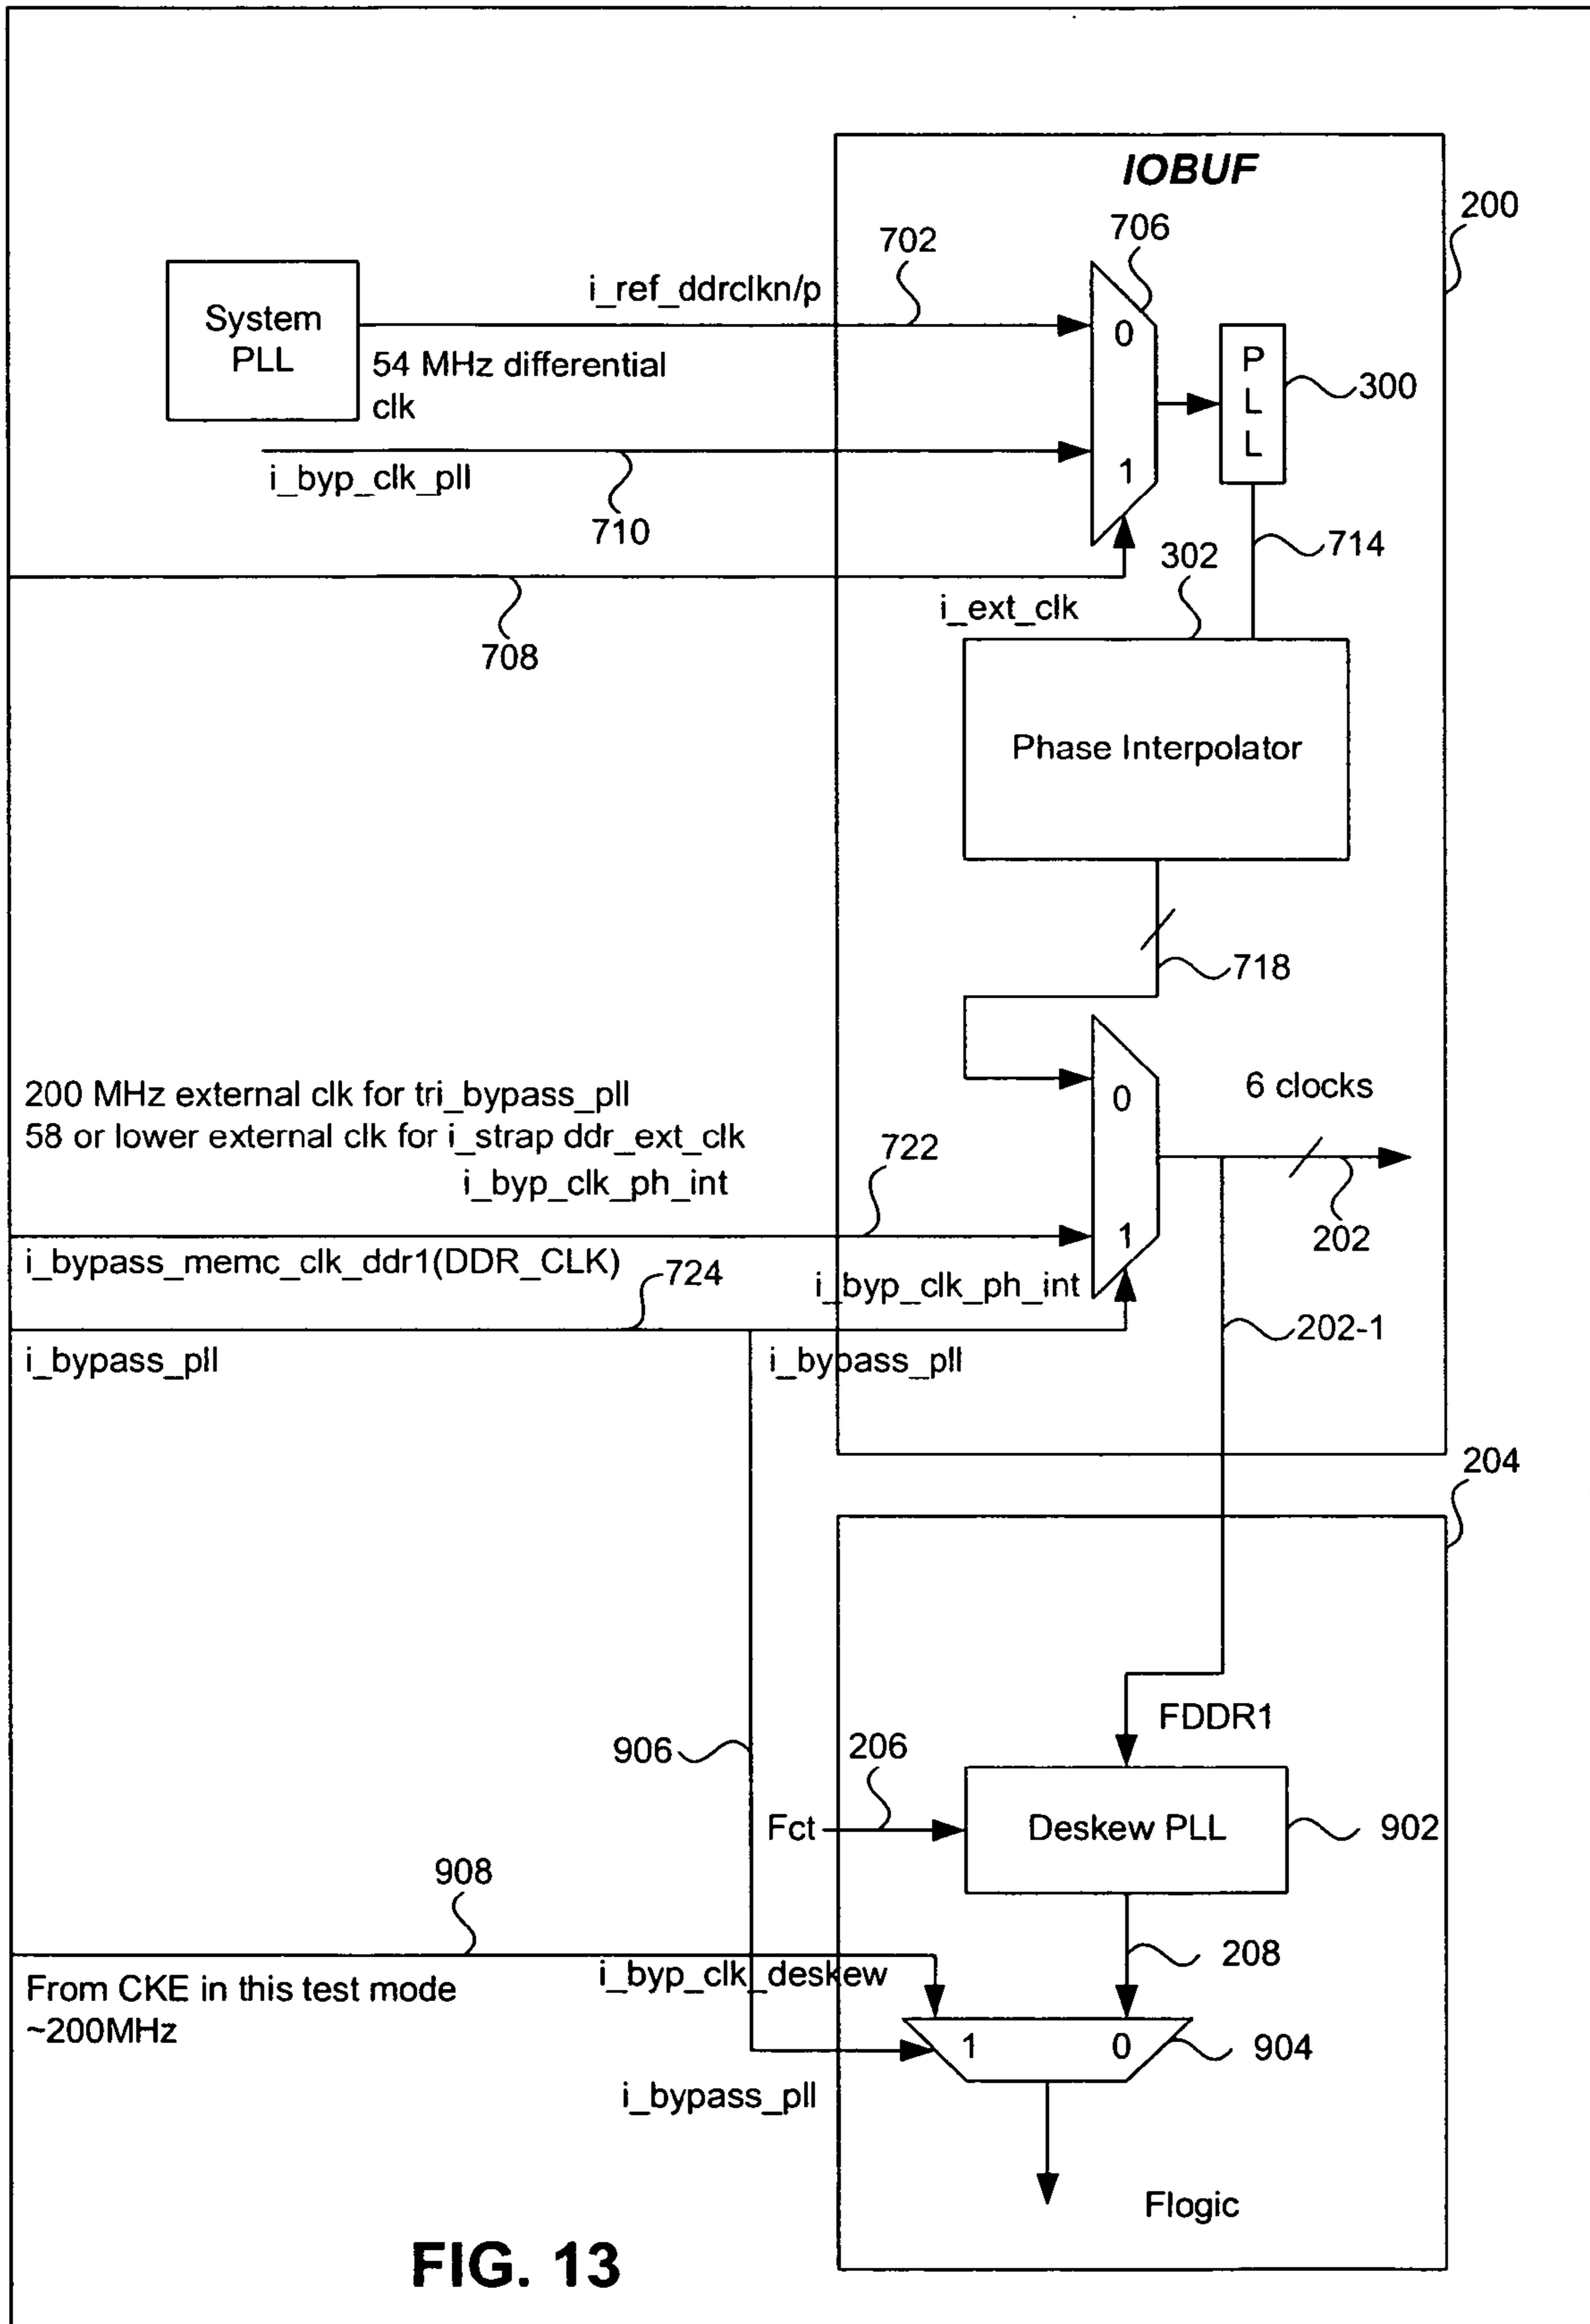 IOBUF
200
702
706
i_ref_ddrclkn/p
System
PLL
54 MHz differential
clk
0
P
L
L
300
i_byp_clk_pll
1
710
302
714
i_ext_clk
708
Phase Interpolator
718
200 MHz external clk for tri_bypass_pll
58 or lower external clk for i_strap ddr_ext_clk
i_byp_clk_ph_int
722
0
6 clocks
1
202
i_bypass_memc_clk_ddr1(DDR_CLK)
724
i_byp_clk_ph_int
202-1
i_bypass_pll
i_bypass_pll
204
FDDR1
906
206
Fct
Deskew PLL
902
908
208
i_byp_clk_deskew
From CKE in this test mode
~200MHz
1
0
904
i_bypass_pll
Flogic
FIG. 13